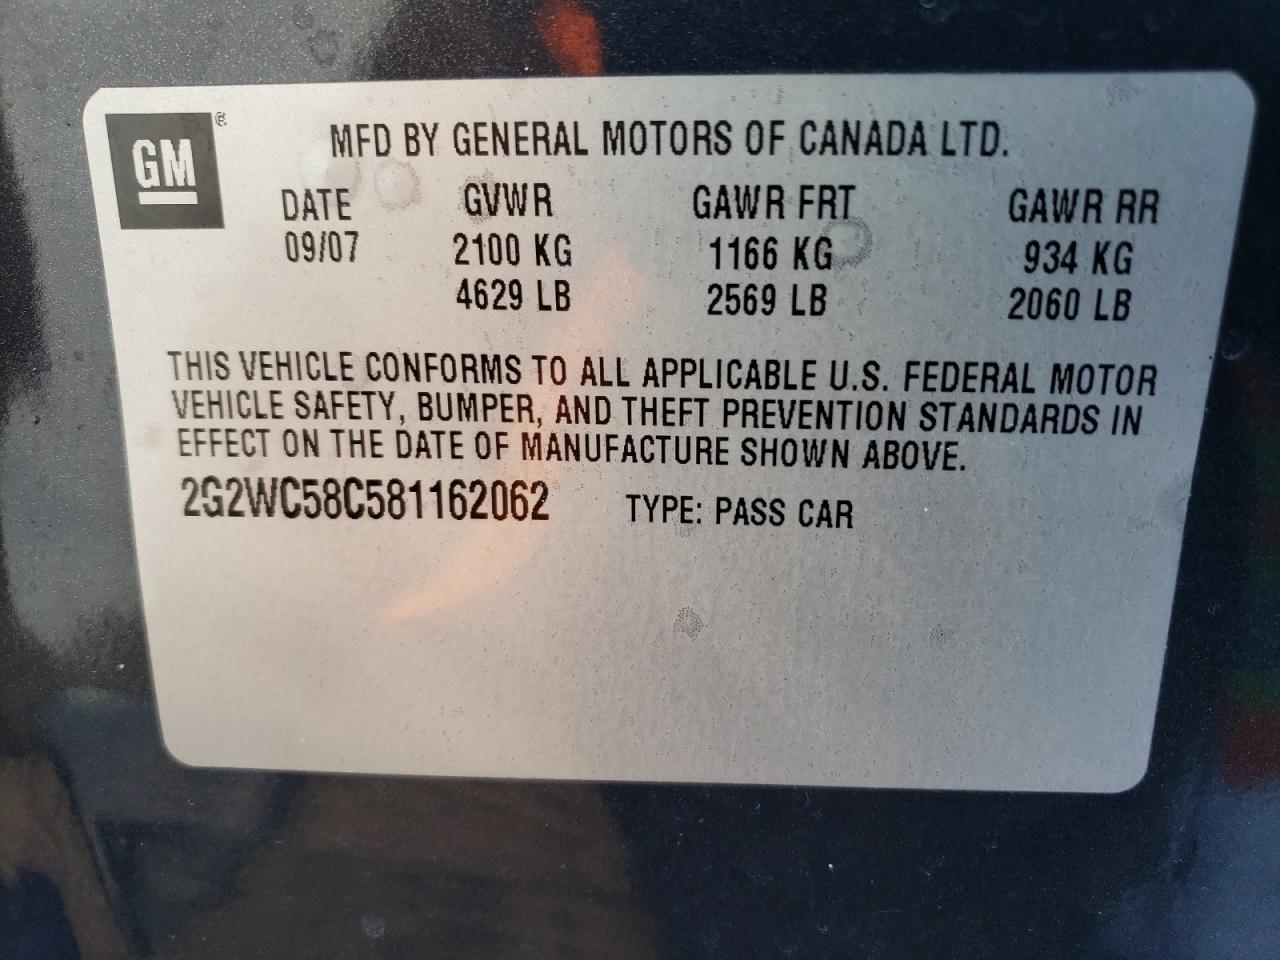 GM ®
MFD BY GENERAL MOTORS OF CANADA LTD.
DATE GVWR GAWR FRT GAWR RR
09/07 2100 KG 1166 KG 934 KG
4629 LB 2569 LB 2060 LB
THIS VEHICLE CONFORMS TO ALL APPLICABLE U.S. FEDERAL MOTOR
VEHICLE SAFETY, BUMPER, AND THEFT PREVENTION STANDARDS IN
EFFECT ON THE DATE OF MANUFACTURE SHOWN ABOVE.
2G2WC58C581162062 TYPE: PASS CAR